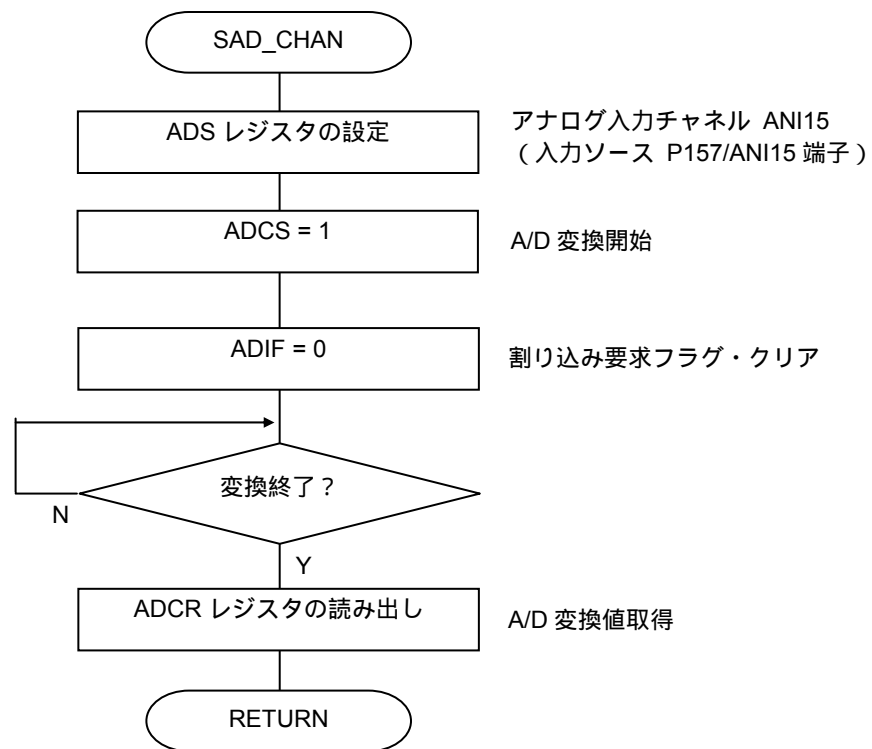 SAD_CHAN
ADS レジスタの設定
アナログ入力チャネル ANI15
(入力ソース P157/ANI15 端子)
ADCS = 1
A/D 変換開始
ADIF = 0
割り込み要求フラグ・クリア
変換終了?
N
Y
ADCR レジスタの読み出し
A/D 変換値取得
RETURN